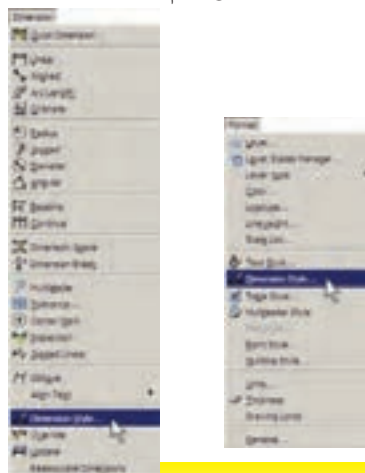 Dimension
Quick Dimension
Linear
Aligned
Arc Length
Ordinate
Radius
Jogged
Diameter
Angular
Baseline
Continue
Dimension Space
Dimension Break
Multileader
Tolerance...
Center Mark
Inspection
Jogged Linear
Oblique
Align Text
Dimension Style...
Override
Update
Reassociate Dimensions
Format
Layer...
Layer States Manager...
Layer tools
Color...
Linetype...
Lineweight...
Text Style...
Dimension Style...
Table Style...
Multileader Style
Point Style...
Multiline Style...
Units...
Thickness
Drawing Limits
Rename...